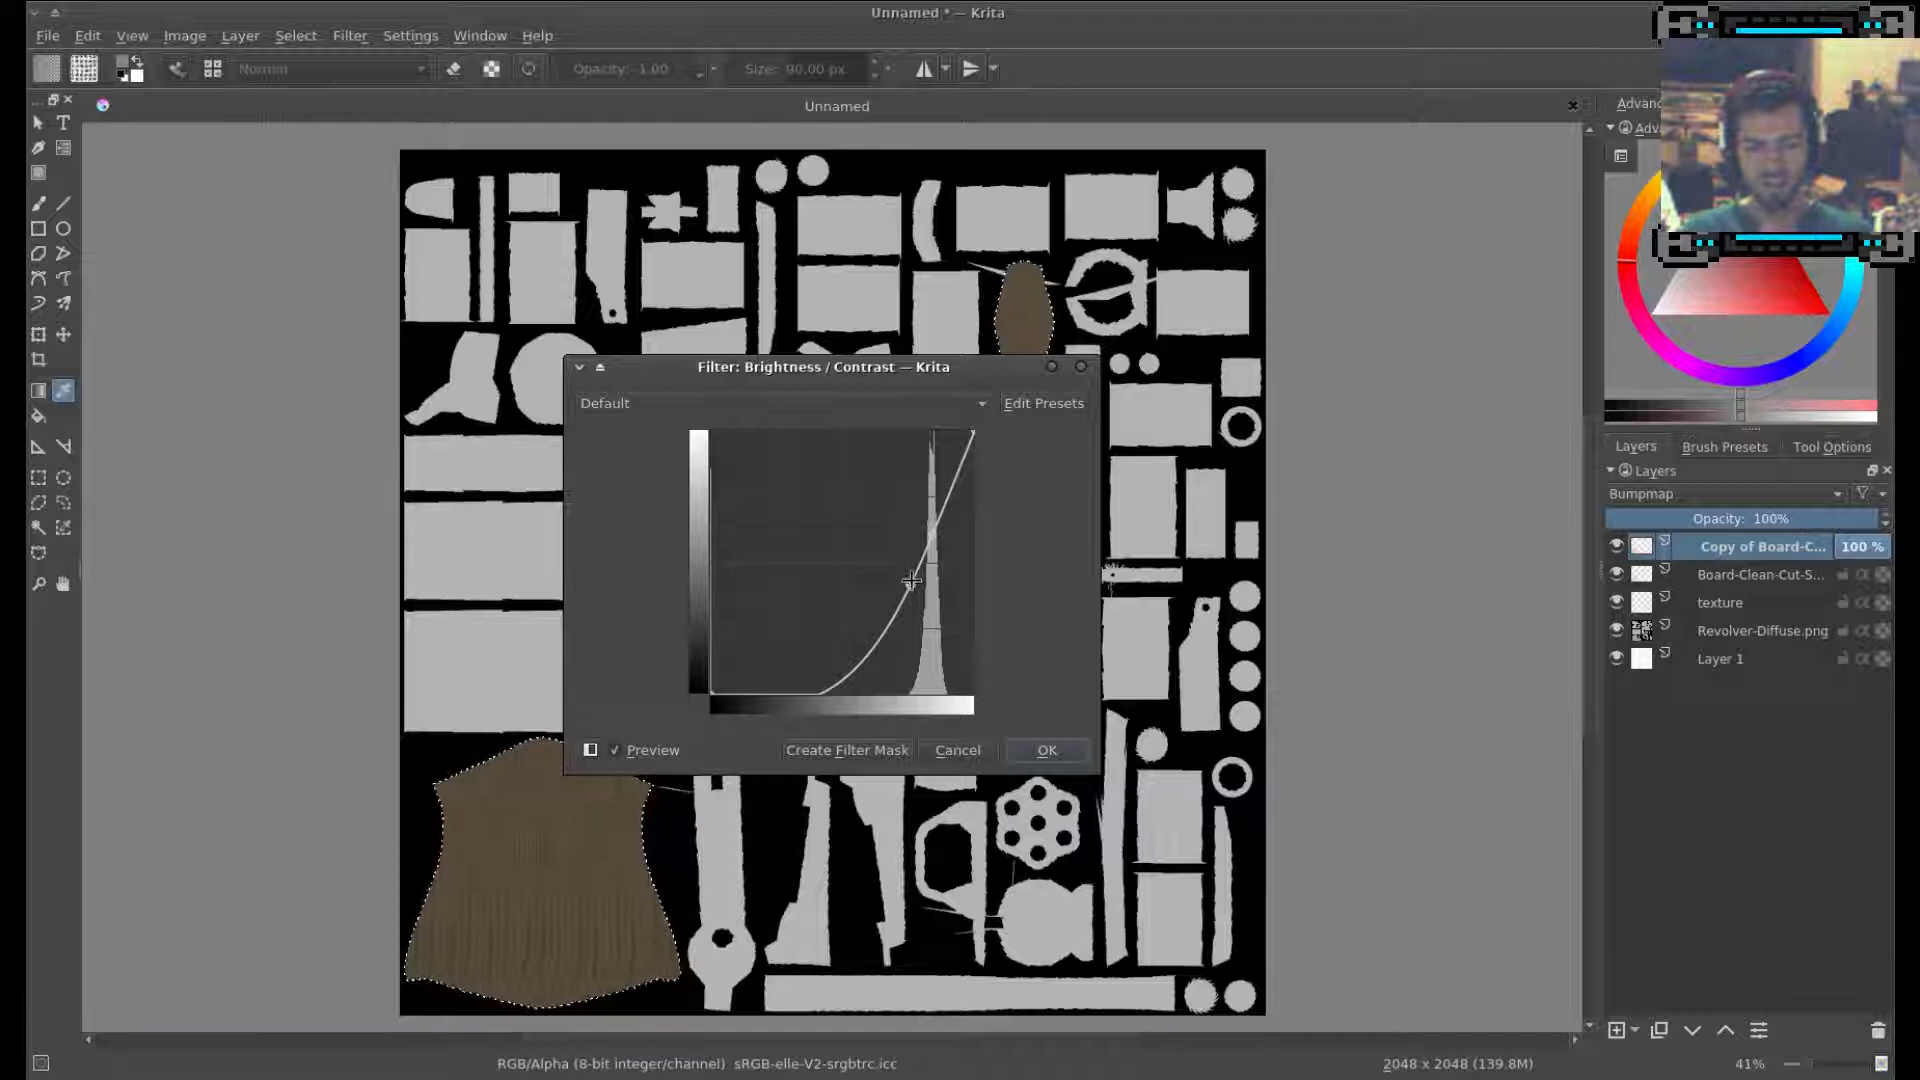 Unnamed * — Krita
File Edit View Image Layer Select Filter Settings Window Help
Normal Opacity: 1.00 Size: 90.00 px
Unnamed
Advanc
Adv
Filter: Brightness / Contrast — Krita
Default
Edit Presets
Preview
Create Filter Mask
Cancel
OK
Layers Brush Presets Tool Options
Layers
Bumpmap
Opacity: 100%
Copy of Board-C... 100 %
Board-Clean-Cut-S...
texture
Revolver-Diffuse.png
Layer 1
RGB/Alpha (8-bit integer/channel) sRGB-elle-V2-srgbtrc.icc
2048 x 2048 (139.8M)
41%